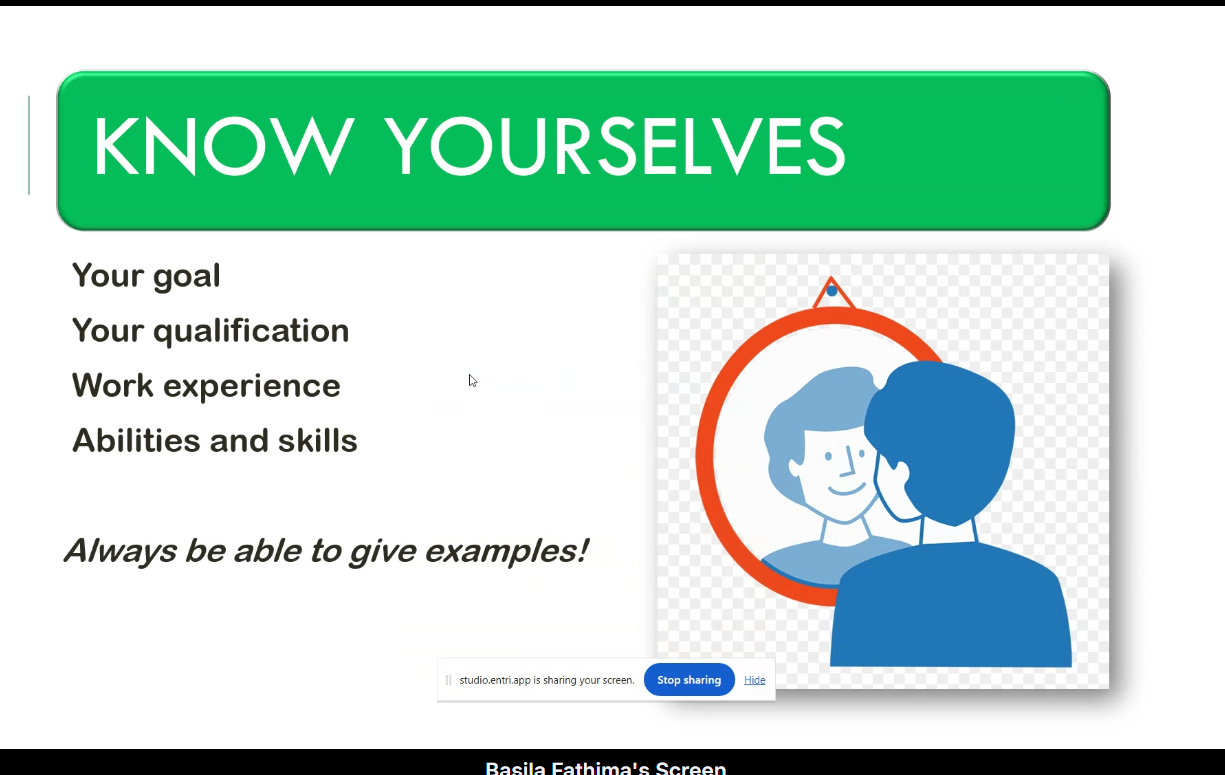 KNOW YOURSELVES
Your goal
Your qualification
Work experience
Abilities and skills
Always be able to give examples!
studio.entri.app is sharing your screen. Stop sharing Hide
Basila Fathima's Screen